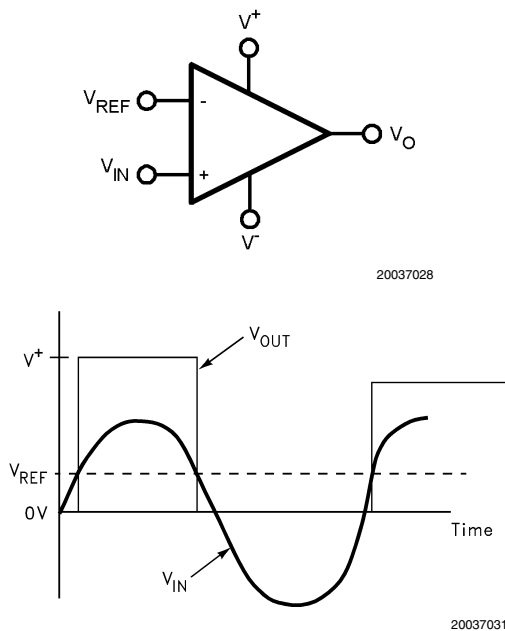 V+
VREF
-
VO
VIN
+
V-
20037028
V+
VOUT
VREF
0V
Time
VIN
20037031